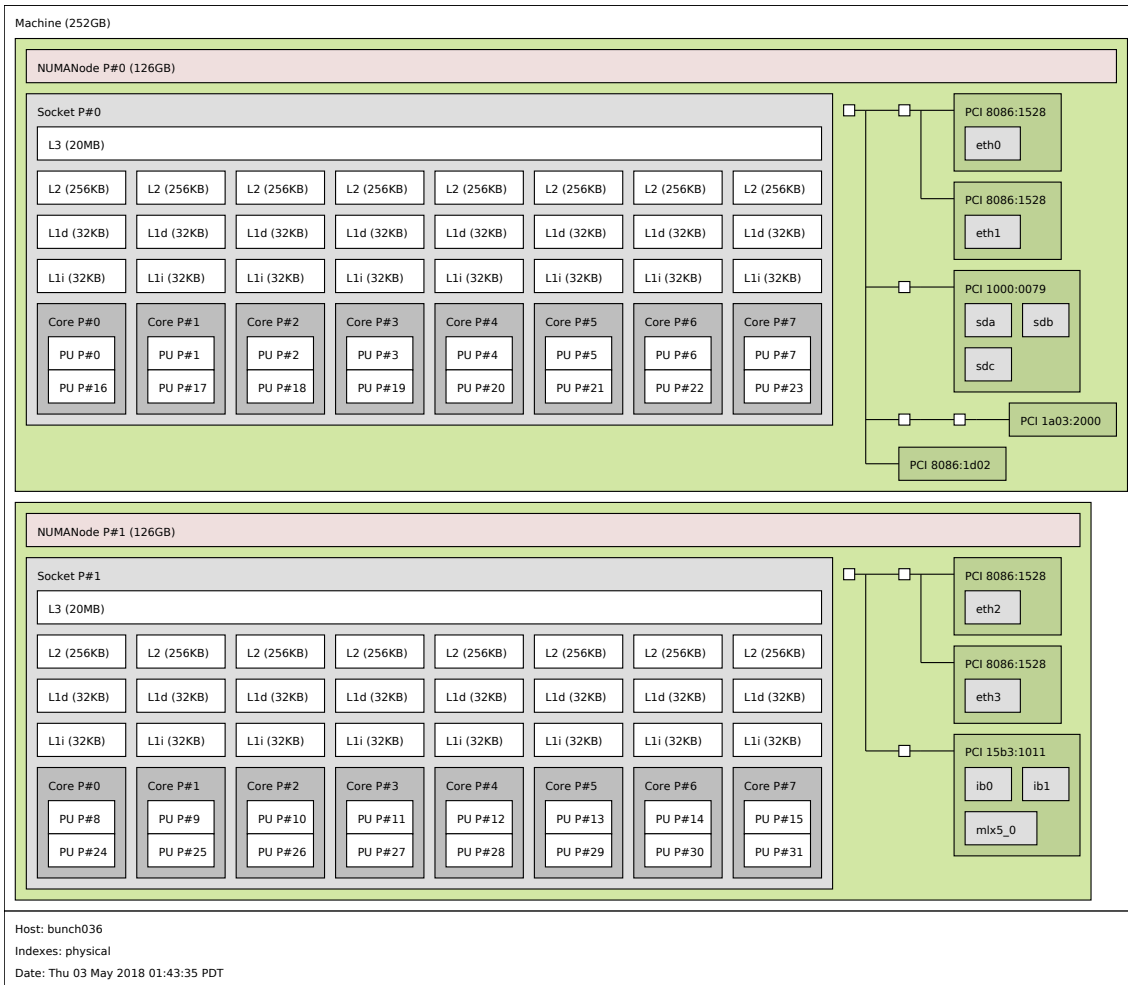 Machine (252GB)
NUMANode P#0 (126GB)
Socket P#0
L3 (20MB)
L2 (256KB) L2 (256KB) L2 (256KB) L2 (256KB) L2 (256KB) L2 (256KB) L2 (256KB) L2 (256KB)
L1d (32KB) L1d (32KB) L1d (32KB) L1d (32KB) L1d (32KB) L1d (32KB) L1d (32KB) L1d (32KB)
L1i (32KB) L1i (32KB) L1i (32KB) L1i (32KB) L1i (32KB) L1i (32KB) L1i (32KB) L1i (32KB)
Core P#0 Core P#1 Core P#2 Core P#3 Core P#4 Core P#5 Core P#6 Core P#7
PU P#0 PU P#1 PU P#2 PU P#3 PU P#4 PU P#5 PU P#6 PU P#7
PU P#16 PU P#17 PU P#18 PU P#19 PU P#20 PU P#21 PU P#22 PU P#23
PCI 8086:1528
eth0
PCI 8086:1528
eth1
PCI 1000:0079
sda sdb
sdc
PCI 1a03:2000
PCI 8086:1d02
NUMANode P#1 (126GB)
Socket P#1
L3 (20MB)
L2 (256KB) L2 (256KB) L2 (256KB) L2 (256KB) L2 (256KB) L2 (256KB) L2 (256KB) L2 (256KB)
L1d (32KB) L1d (32KB) L1d (32KB) L1d (32KB) L1d (32KB) L1d (32KB) L1d (32KB) L1d (32KB)
L1i (32KB) L1i (32KB) L1i (32KB) L1i (32KB) L1i (32KB) L1i (32KB) L1i (32KB) L1i (32KB)
Core P#0 Core P#1 Core P#2 Core P#3 Core P#4 Core P#5 Core P#6 Core P#7
PU P#8 PU P#9 PU P#10 PU P#11 PU P#12 PU P#13 PU P#14 PU P#15
PU P#24 PU P#25 PU P#26 PU P#27 PU P#28 PU P#29 PU P#30 PU P#31
PCI 8086:1528
eth2
PCI 8086:1528
eth3
PCI 15b3:1011
ib0 ib1
mlx5_0
Host: bunch036
Indexes: physical
Date: Thu 03 May 2018 01:43:35 PDT